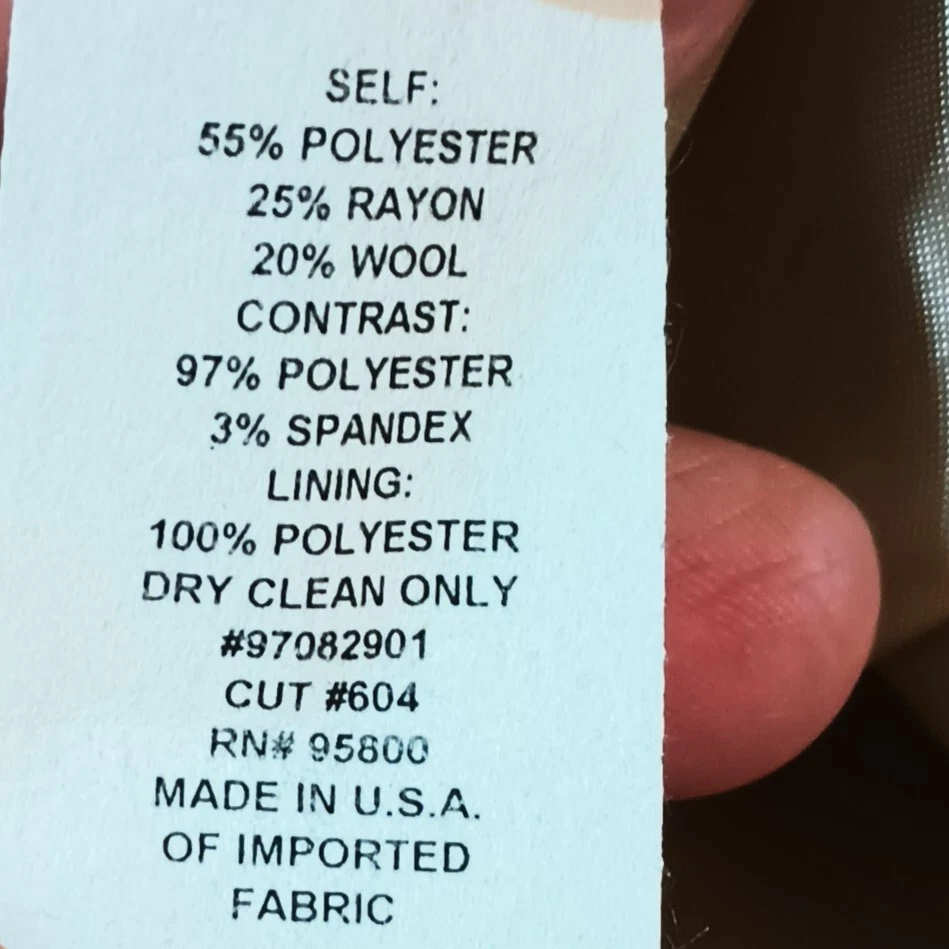 SELF:
55% POLYESTER
25% RAYON
20% WOOL
CONTRAST:
97% POLYESTER
3% SPANDEX
LINING:
100% POLYESTER
DRY CLEAN ONLY
#97082901
CUT #604
RN# 95800
MADE IN U.S.A.
OF IMPORTED
FABRIC